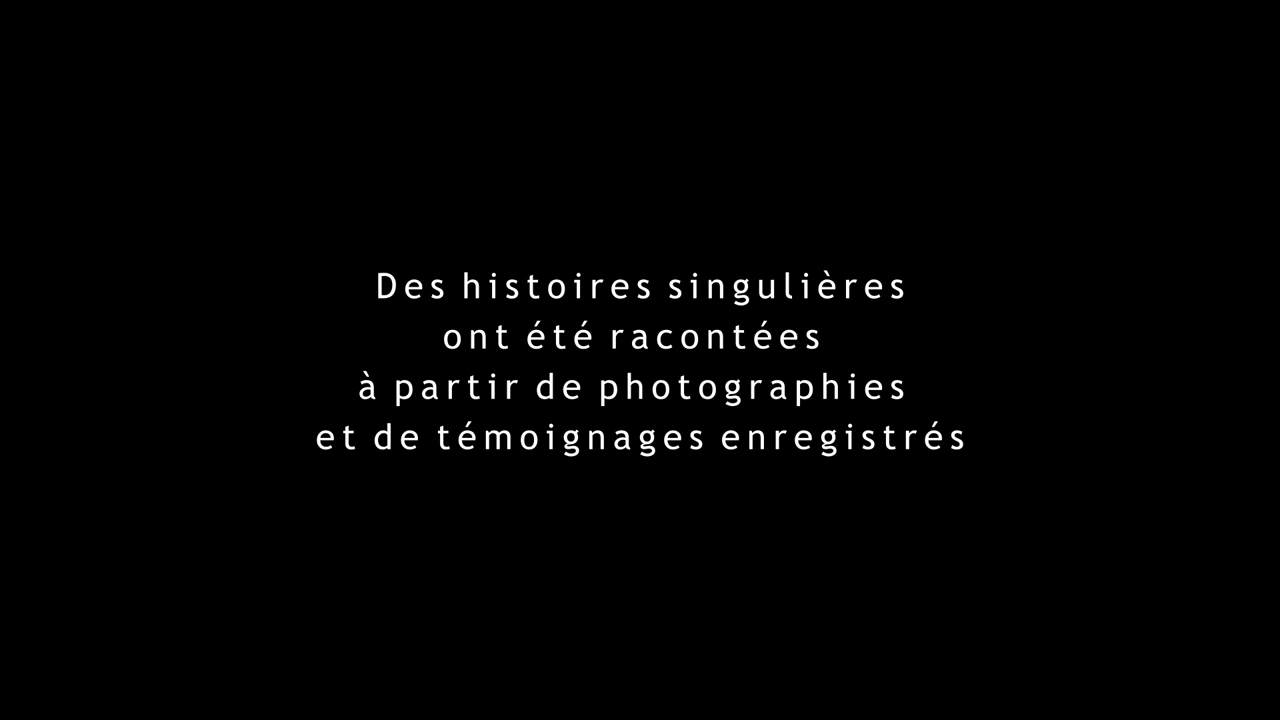 Des histoires singulières
ont été racontées
à partir de photographies
et de témoignages enregistrés